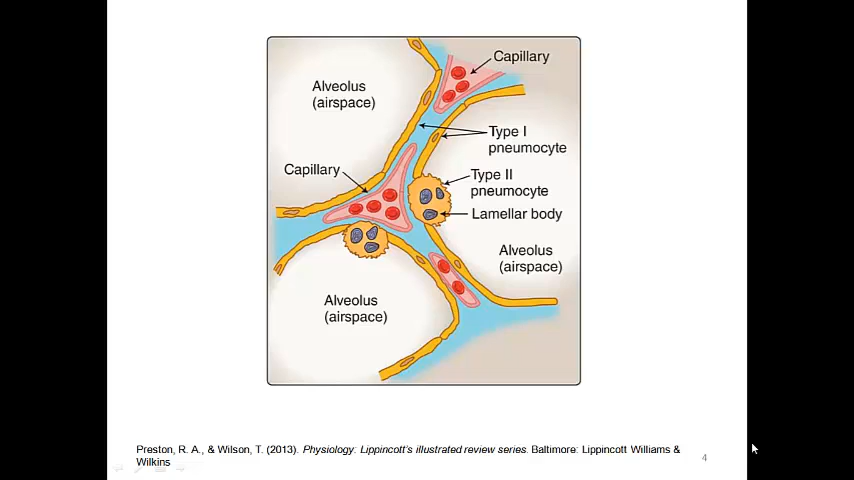 Capillary
Alveolus
(airspace)
Type I
pneumocyte
Capillary
Type II
pneumocyte
Lamellar body
Alveolus
(airspace)
Alveolus
(airspace)
Preston, R. A., & Wilson, T. (2013). Physiology: Lippincott's illustrated review series. Baltimore: Lippincott Williams &
Wilkins
4